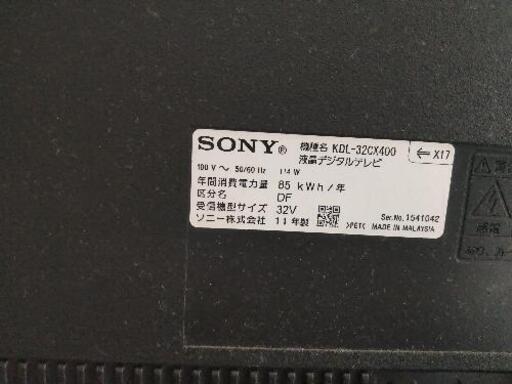 SONY®
機種名 KDL-32CX400
液晶デジタルテレビ
← X17
100 V ～ 50/60 Hz
年間消費電力量 85 kWh/年
区分名 DF
受信機型サイズ 32V
ソニー株式会社 11年製
Ser.No.1541042
MADE IN MALAYSIA